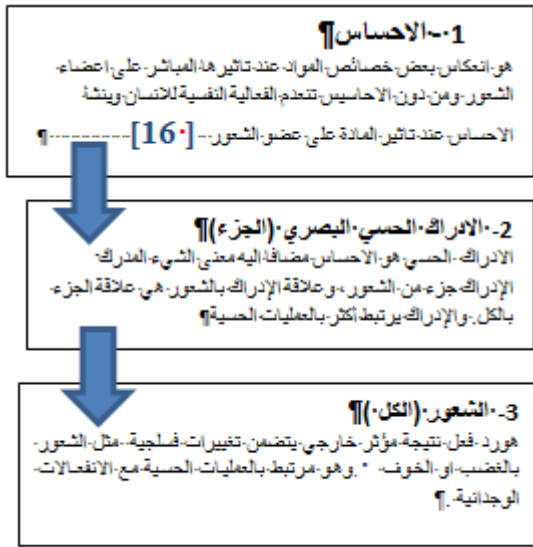 1- الاحساس¶
هو انعكاس بعض خصائص المواد عند تاثيرها المباشر على اعضاء
الشعور ومن دون الاحاسيس تنعدم الفعالية النفسية للانسان وينشا
الاحساس عند تاثير المادة على عضو الشعور [16] ¶
2- الادراك الحسي البصري (الجزء)¶
الادراك الحسي هو الاحساس مضافا اليه معنى الشيء المدرك
الإدراك جزء من الشعور، وعلاقة الإدراك بالشعور هي علاقة الجزء
بالكل. والإدراك يرتبط أكثر بالعمليات الحسية¶
3- الشعور (الكل)¶
هورد فعل نتيجة مؤثر خارجي يتضمن تغييرات فسلجية مثل الشعور
بالغضب او الخوف . وهو مرتبط بالعمليات الحسية مع الانفعالات
الوجدانية .¶